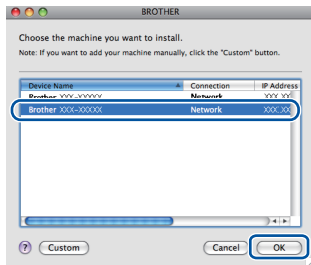 BROTHER
Choose the machine you want to install.
Note: If you want to add your machine manually, click the "Custom" button.
Device Name Connection IP Address
Brother XXX-XXXXX Network XXX.XX
Brother XXX-XXXXX Network XXX.XX
? Custom Cancel OK